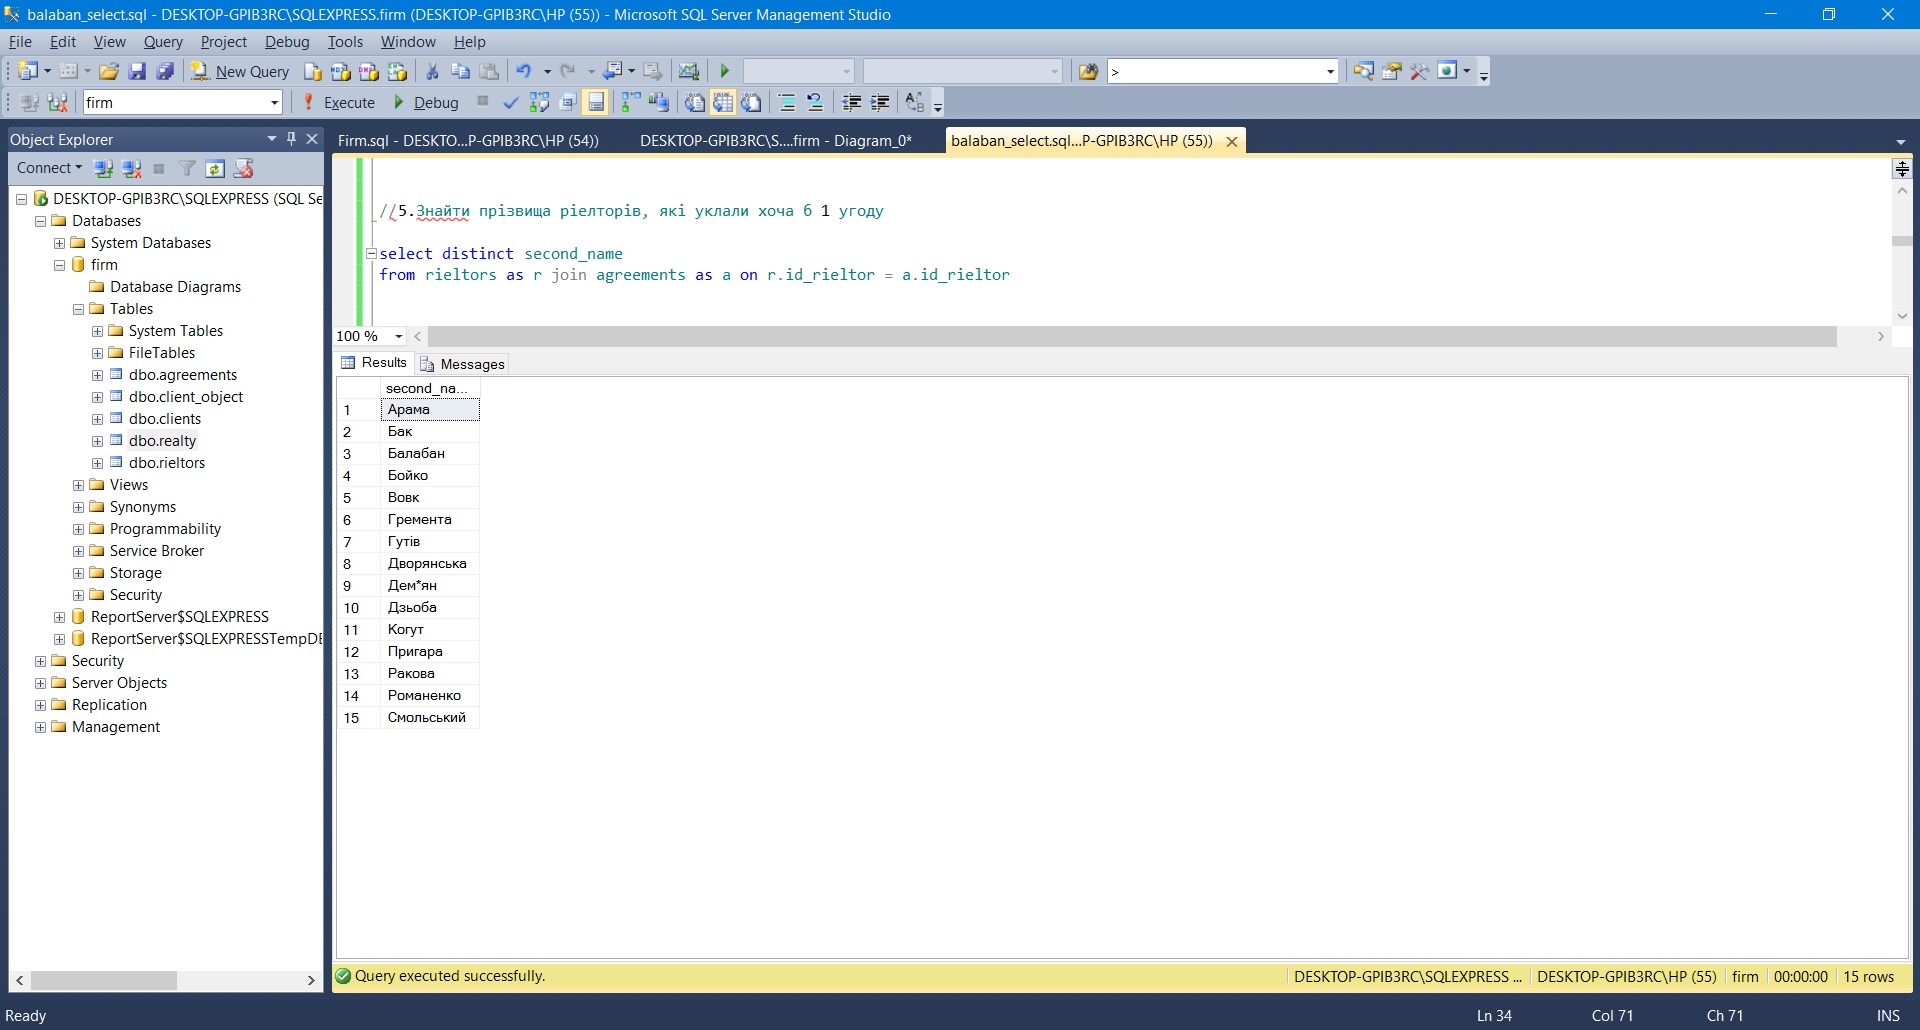 balaban_select.sql - DESKTOP-GPIB3RC\SQLEXPRESS.firm (DESKTOP-GPIB3RC\HP (55)) - Microsoft SQL Server Management Studio
File Edit View Query Project Debug Tools Window Help
New Query >
firm Execute Debug
Object Explorer
Connect
DESKTOP-GPIB3RC\SQLEXPRESS (SQL Se
Databases
System Databases
firm
Database Diagrams
Tables
System Tables
FileTables
dbo.agreements
dbo.client_object
dbo.clients
dbo.realty
dbo.rieltors
Views
Synonyms
Programmability
Service Broker
Storage
Security
ReportServer$SQLEXPRESS
ReportServer$SQLEXPRESSTempDB
Security
Server Objects
Replication
Management
Firm.sql - DESKTO...P-GPIB3RC\HP (54)) DESKTOP-GPIB3RC\S....firm - Diagram_0* balaban_select.sql...P-GPIB3RC\HP (55))
//5.Знайти прізвища ріелторів, які уклали хоча б 1 угоду
select distinct second_name
from rieltors as r join agreements as a on r.id_rieltor = a.id_rieltor
100 %
Results Messages
second_na...
1 Арама
2 Бак
3 Балабан
4 Бойко
5 Вовк
6 Гремента
7 Гутів
8 Дворянська
9 Дем*ян
10 Дзьоба
11 Когут
12 Пригара
13 Ракова
14 Романенко
15 Смольський
Query executed successfully. DESKTOP-GPIB3RC\SQLEXPRESS ... DESKTOP-GPIB3RC\HP (55) firm 00:00:00 15 rows
Ready Ln 34 Col 71 Ch 71 INS